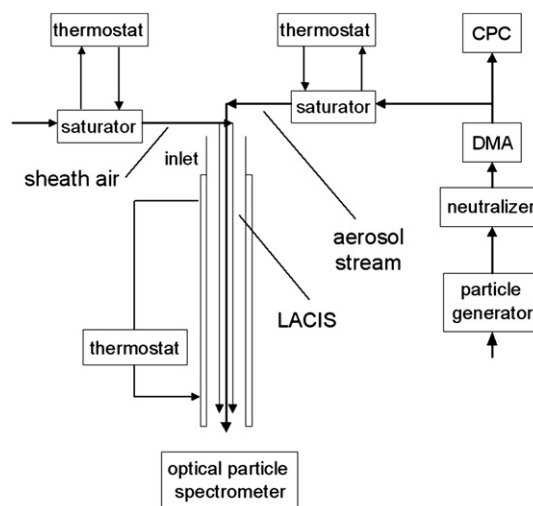 thermostat
thermostat
CPC
saturator
saturator
DMA
sheath air
inlet
neutralizer
aerosol
stream
LACIS
particle
generator
thermostat
optical particle
spectrometer